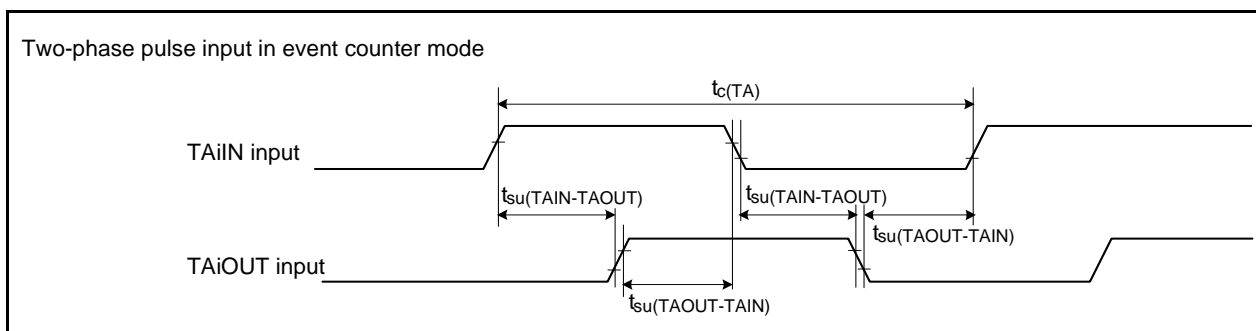 Two-phase pulse input in event counter mode
tc(TA)
TAiIN input
tsu(TAIN-TAOUT)
tsu(TAIN-TAOUT)
tsu(TAOUT-TAIN)
TAiOUT input
tsu(TAOUT-TAIN)